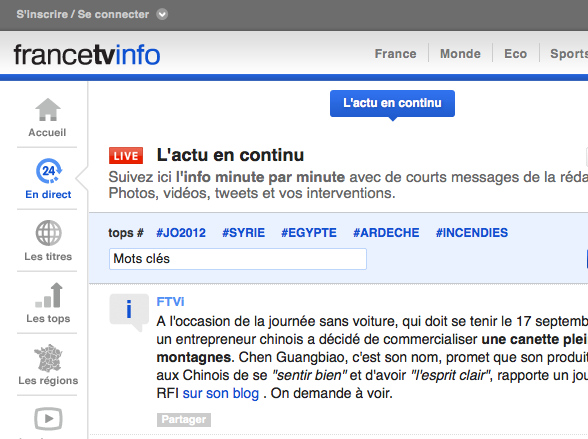 S'inscrire / Se connecter
francetvinfo
France
Monde
Eco
Sports
L'actu en continu
Accueil
LIVE L'actu en continu
Suivez ici l'info minute par minute avec de courts messages de la réda
Photos, vidéos, tweets et vos interventions.
24
En direct
tops # #JO2012 #SYRIE #EGYPTE #ARDECHE #INCENDIES
Mots clés
Les titres
Les tops
Les régions
i
FTVi
A l'occasion de la journée sans voiture, qui doit se tenir le 17 septemb
un entrepreneur chinois a décidé de commercialiser une canette plei
montagnes. Chen Guangbiao, c'est son nom, promet que son produit
aux Chinois de se "sentir bien" et d'avoir "l'esprit clair", rapporte un jou
RFI sur son blog . On demande à voir.
Partager